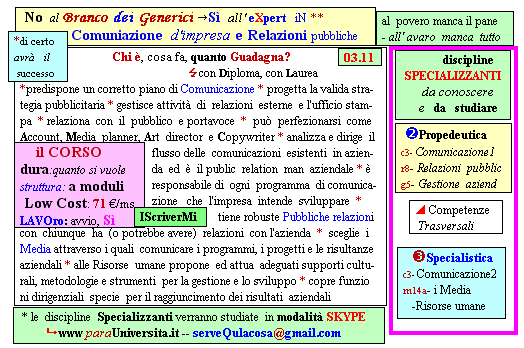 No al Branco dei Generici →Sì all'eXpert iN **
Comuniazione d'impresa e Relazioni pubbliche
al povero manca il pane
- all'avaro manca tutto
*di certo
avrà il
successo
Chi è, cosa fa, quanto Guadagna?
03.11
con Diploma, con Laurea
*predispone un corretto piano di Comunicazione * progetta la valida stra-
tegia pubblicitaria * gestisce attività di relazioni esterne e l'ufficio stam-
pa * relaziona con il pubblico e portavoce * può perfezionarsi come
Account, Media planner, Art director e Copywriter * analizza e dirige il
flusso delle comunicazioni esistenti in azien-
da ed è il public relation man aziendale * è
responsabile di ogni programma di comunica-
zione che l'impresa intende sviluppare *
tiene robuste Pubbliche relazioni
con chiunque ha (o potrebbe avere) relazioni con l'azienda * sceglie i
Media attraverso i quali comunicare i programmi, i progetti e le risultanze
aziendali * alle Risorse umane propone ed attua adeguati supporti cultu-
rali, metodologie e strumenti per la gestione e lo sviluppo * copre funzio-
ni dirigenziali specie per il raggiuncimento dei risultati aziendali
il CORSO
dura:quanto si vuole
struttura: a moduli
Low Cost: 71 €/ms
LAVOro: avvio, Sì
IScriverMi
discipline
SPECIALIZZANTI
da conoscere
e da studiare
❷Propedeutica
c3- Comunicazione1
r8- Relazioni pubblic
g5- Gestione aziend
Competenze
Trasversali
❸Specialistica
c3- Comunicazione2
m14a- i Media
-Risorse umane
* le discipline Specializzanti verranno studiate in modalità SKYPE
www.paraUniversita.it -- serveQulacosa@gmail.com